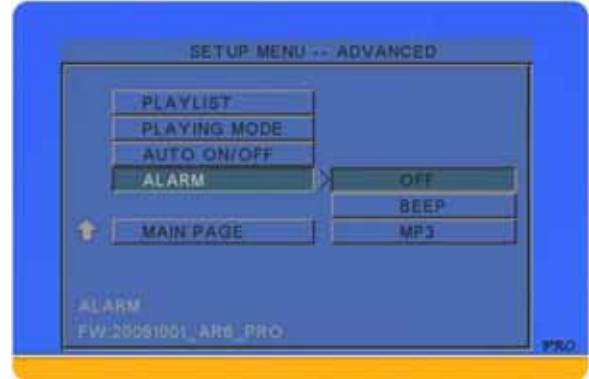 SETUP MENU -- ADVANCED
PLAYLIST
PLAYING MODE
AUTO ON/OFF
ALARM OFF
BEEP
MAIN PAGE MP3
ALARM
FW:20091001_AR6_PRO
PRO